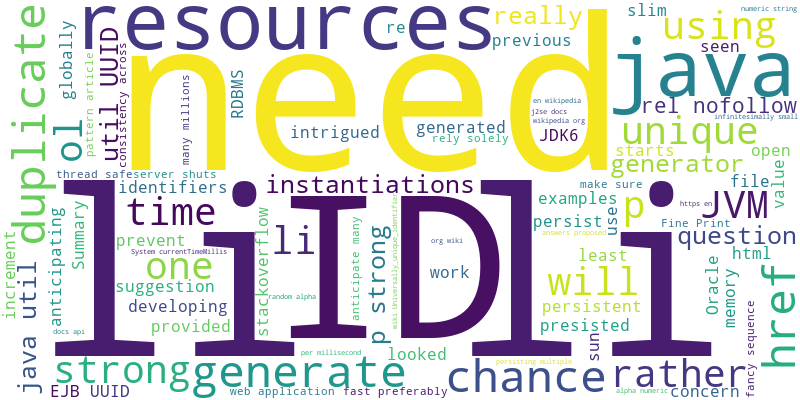 resources
need
java
li li
ID
duplicate
ol
globally
pattern article
util UUID
consistency across
many millions
RDBMS
re
previous
really
slim
using
seen
numeric string
rel nofollow
infinitesimally small
intrigued
generated
rely solely
en wikipedia
j2se docs
wikipedia org
JDK6
unique
starts
generator
open
value
thread safe
server shuts
identifiers
instantiations
make sure
file
examples
time
li
p
JVM
use
persist
https en
answers proposed
Fine Print
question
increment
java util
anticipating
Summary
prevent
System currentTimeMillis
one
suggestion
developing
provided
stackoverflow
random alpha
anticipate many
p strong
wiki Universally_unique_identifier
org wiki
work
will
least
persistent
presisted
html
Oracle
memory
href
docs api
strong
generate
per millisecond
looked
persisting multiple
sun
chance
rather
fancy sequence
EJB UUID
web application
fast preferably
alpha numeric
concern